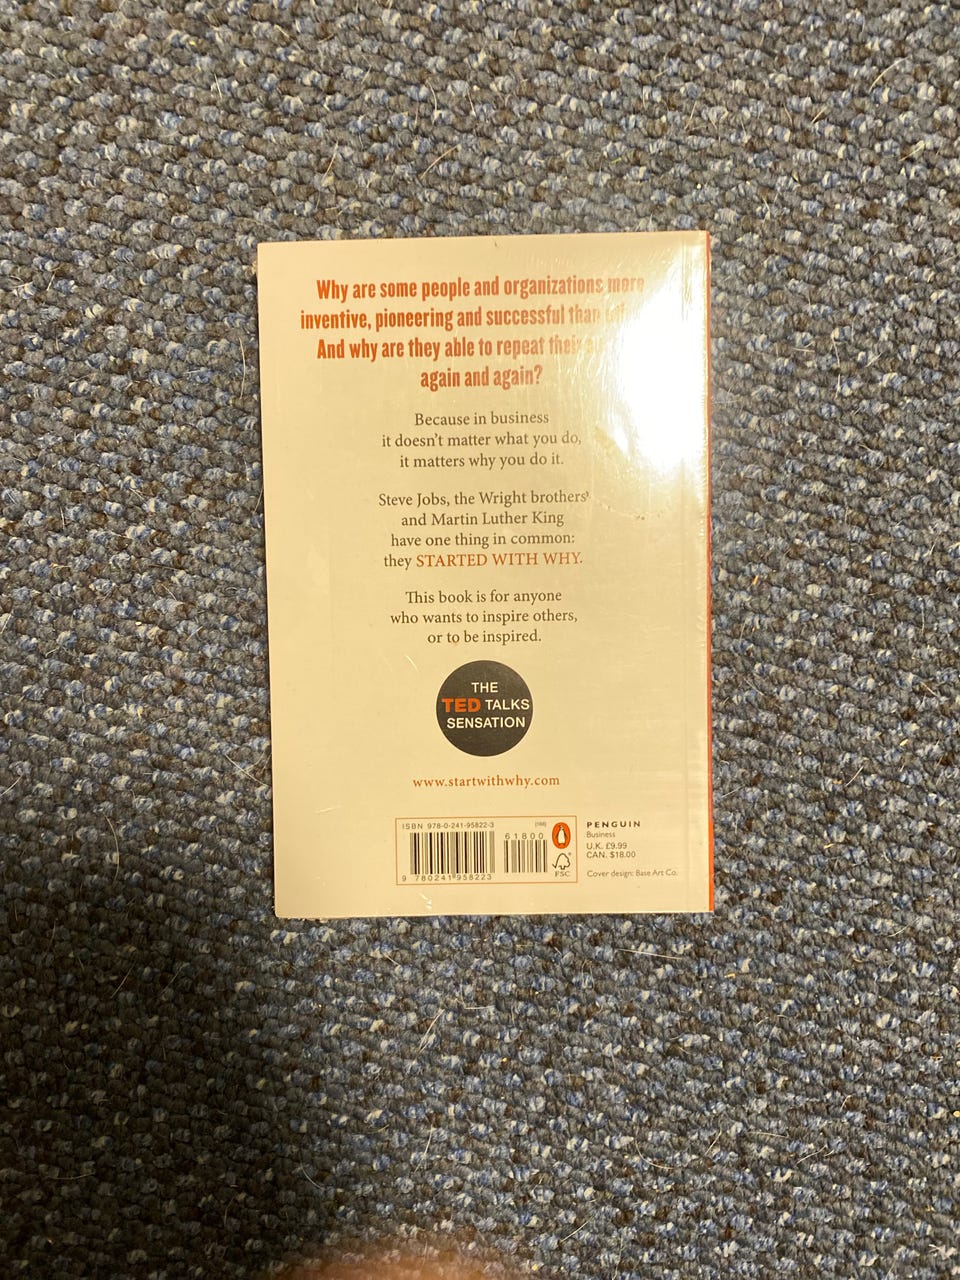 Why are some people and organizations more
inventive, pioneering and successful than
And why are they able to repeat their
again and again?
Because in business
it doesn't matter what you do,
it matters why you do it.
Steve Jobs, the Wright brothers
and Martin Luther King
have one thing in common:
they STARTED WITH WHY.
This book is for anyone
who wants to inspire others,
or to be inspired.
THE
TED TALKS
SENSATION
www.startwithwhy.com
ISBN 978-0-241-95822-3
61800
9 780241 958223
FSC
PENGUIN
Business
U.K. £9.99
CAN. $18.00
Cover design: Base Art Co.